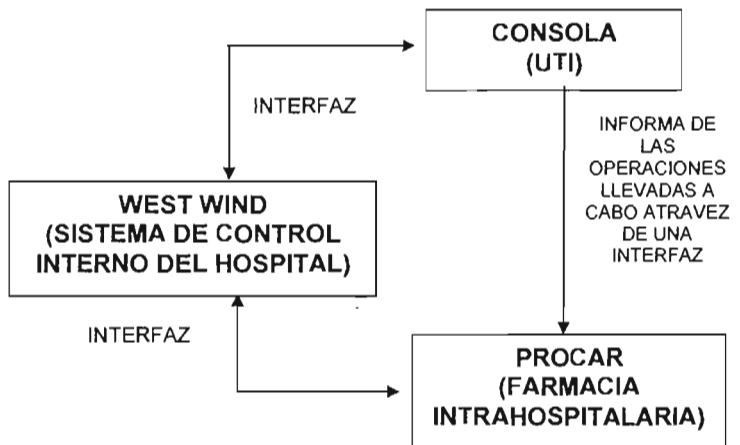 CONSOLA
(UTI)
INTERFAZ
INFORMA DE
LAS
OPERACIONES
LLEVADAS A
CABO ATRAVEZ
DE UNA
INTERFAZ
WEST WIND
(SISTEMA DE CONTROL
INTERNO DEL HOSPITAL)
INTERFAZ
PROCAR
(FARMACIA
INTRAHOSPITALARIA)